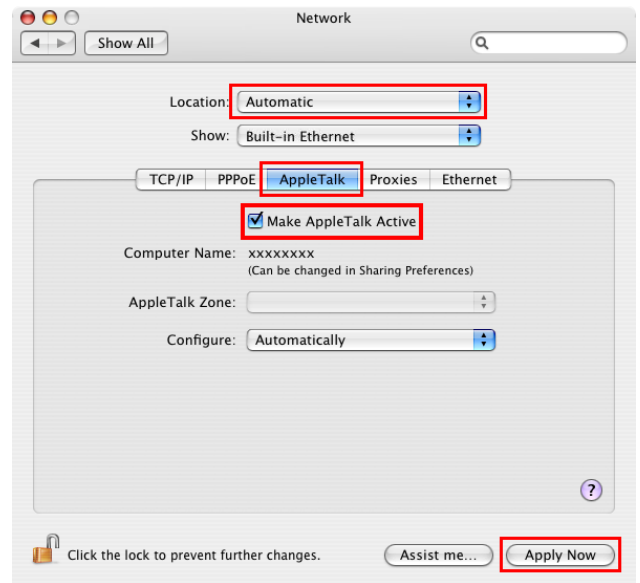 Network
Show All
Location: Automatic
Show: Built-in Ethernet
TCP/IP PPPoE AppleTalk Proxies Ethernet
Make AppleTalk Active
Computer Name: xxxxxxxx
(Can be changed in Sharing Preferences)
AppleTalk Zone:
Configure: Automatically
?
Click the lock to prevent further changes. Assist me... Apply Now